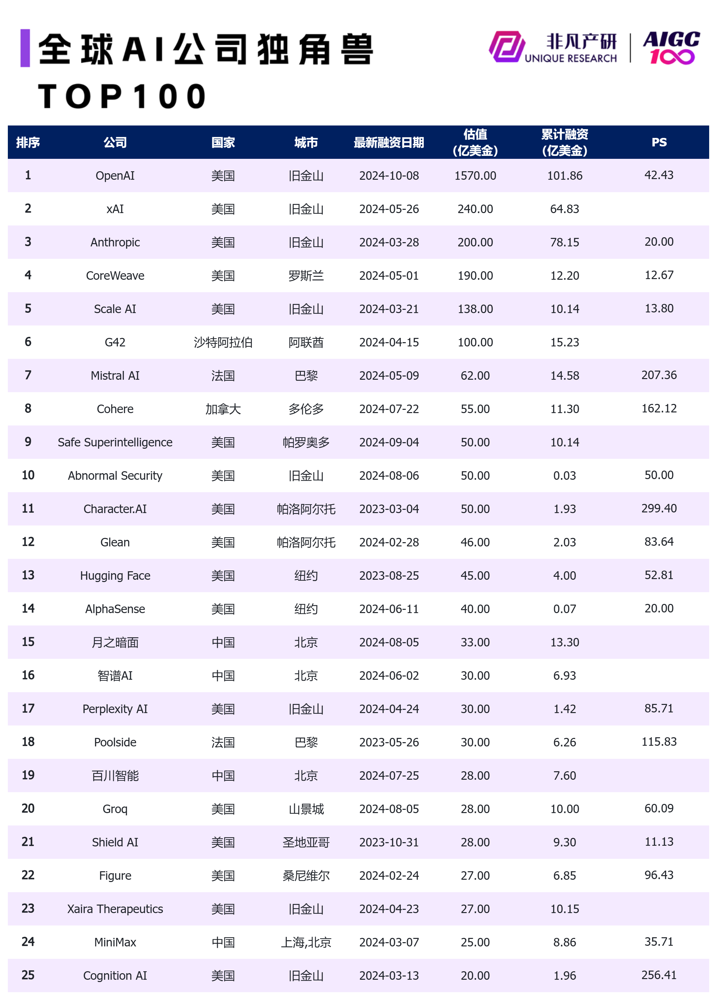 全球AI公司独角兽
TOP100
非凡产研
UNIQUE RESEARCH
AIGC
100
排序 公司 国家 城市 最新融资日期 估值(亿美金) 累计融资(亿美金) PS
1 OpenAI 美国 旧金山 2024-10-08 1570.00 101.86 42.43
2 xAI 美国 旧金山 2024-05-26 240.00 64.83
3 Anthropic 美国 旧金山 2024-03-28 200.00 78.15 20.00
4 CoreWeave 美国 罗斯兰 2024-05-01 190.00 12.20 12.67
5 Scale AI 美国 旧金山 2024-03-21 138.00 10.14 13.80
6 G42 沙特阿拉伯 阿联酋 2024-04-15 100.00 15.23
7 Mistral AI 法国 巴黎 2024-05-09 62.00 14.58 207.36
8 Cohere 加拿大 多伦多 2024-07-22 55.00 11.30 162.12
9 Safe Superintelligence 美国 帕罗奥多 2024-09-04 50.00 10.14
10 Abnormal Security 美国 旧金山 2024-08-06 50.00 0.03 50.00
11 Character.AI 美国 帕洛阿尔托 2023-03-04 50.00 1.93 299.40
12 Glean 美国 帕洛阿尔托 2024-02-28 46.00 2.03 83.64
13 Hugging Face 美国 纽约 2023-08-25 45.00 4.00 52.81
14 AlphaSense 美国 纽约 2024-06-11 40.00 0.07 20.00
15 月之暗面 中国 北京 2024-08-05 33.00 13.30
16 智谱AI 中国 北京 2024-06-02 30.00 6.93
17 Perplexity AI 美国 旧金山 2024-04-24 30.00 1.42 85.71
18 Poolside 法国 巴黎 2023-05-26 30.00 6.26 115.83
19 百川智能 中国 北京 2024-07-25 28.00 7.60
20 Groq 美国 山景城 2024-08-05 28.00 10.00 60.09
21 Shield AI 美国 圣地亚哥 2023-10-31 28.00 9.30 11.13
22 Figure 美国 桑尼维尔 2024-02-24 27.00 6.85 96.43
23 Xaira Therapeutics 美国 旧金山 2024-04-23 27.00 10.15
24 MiniMax 中国 上海,北京 2024-03-07 25.00 8.86 35.71
25 Cognition AI 美国 旧金山 2024-03-13 20.00 1.96 256.41